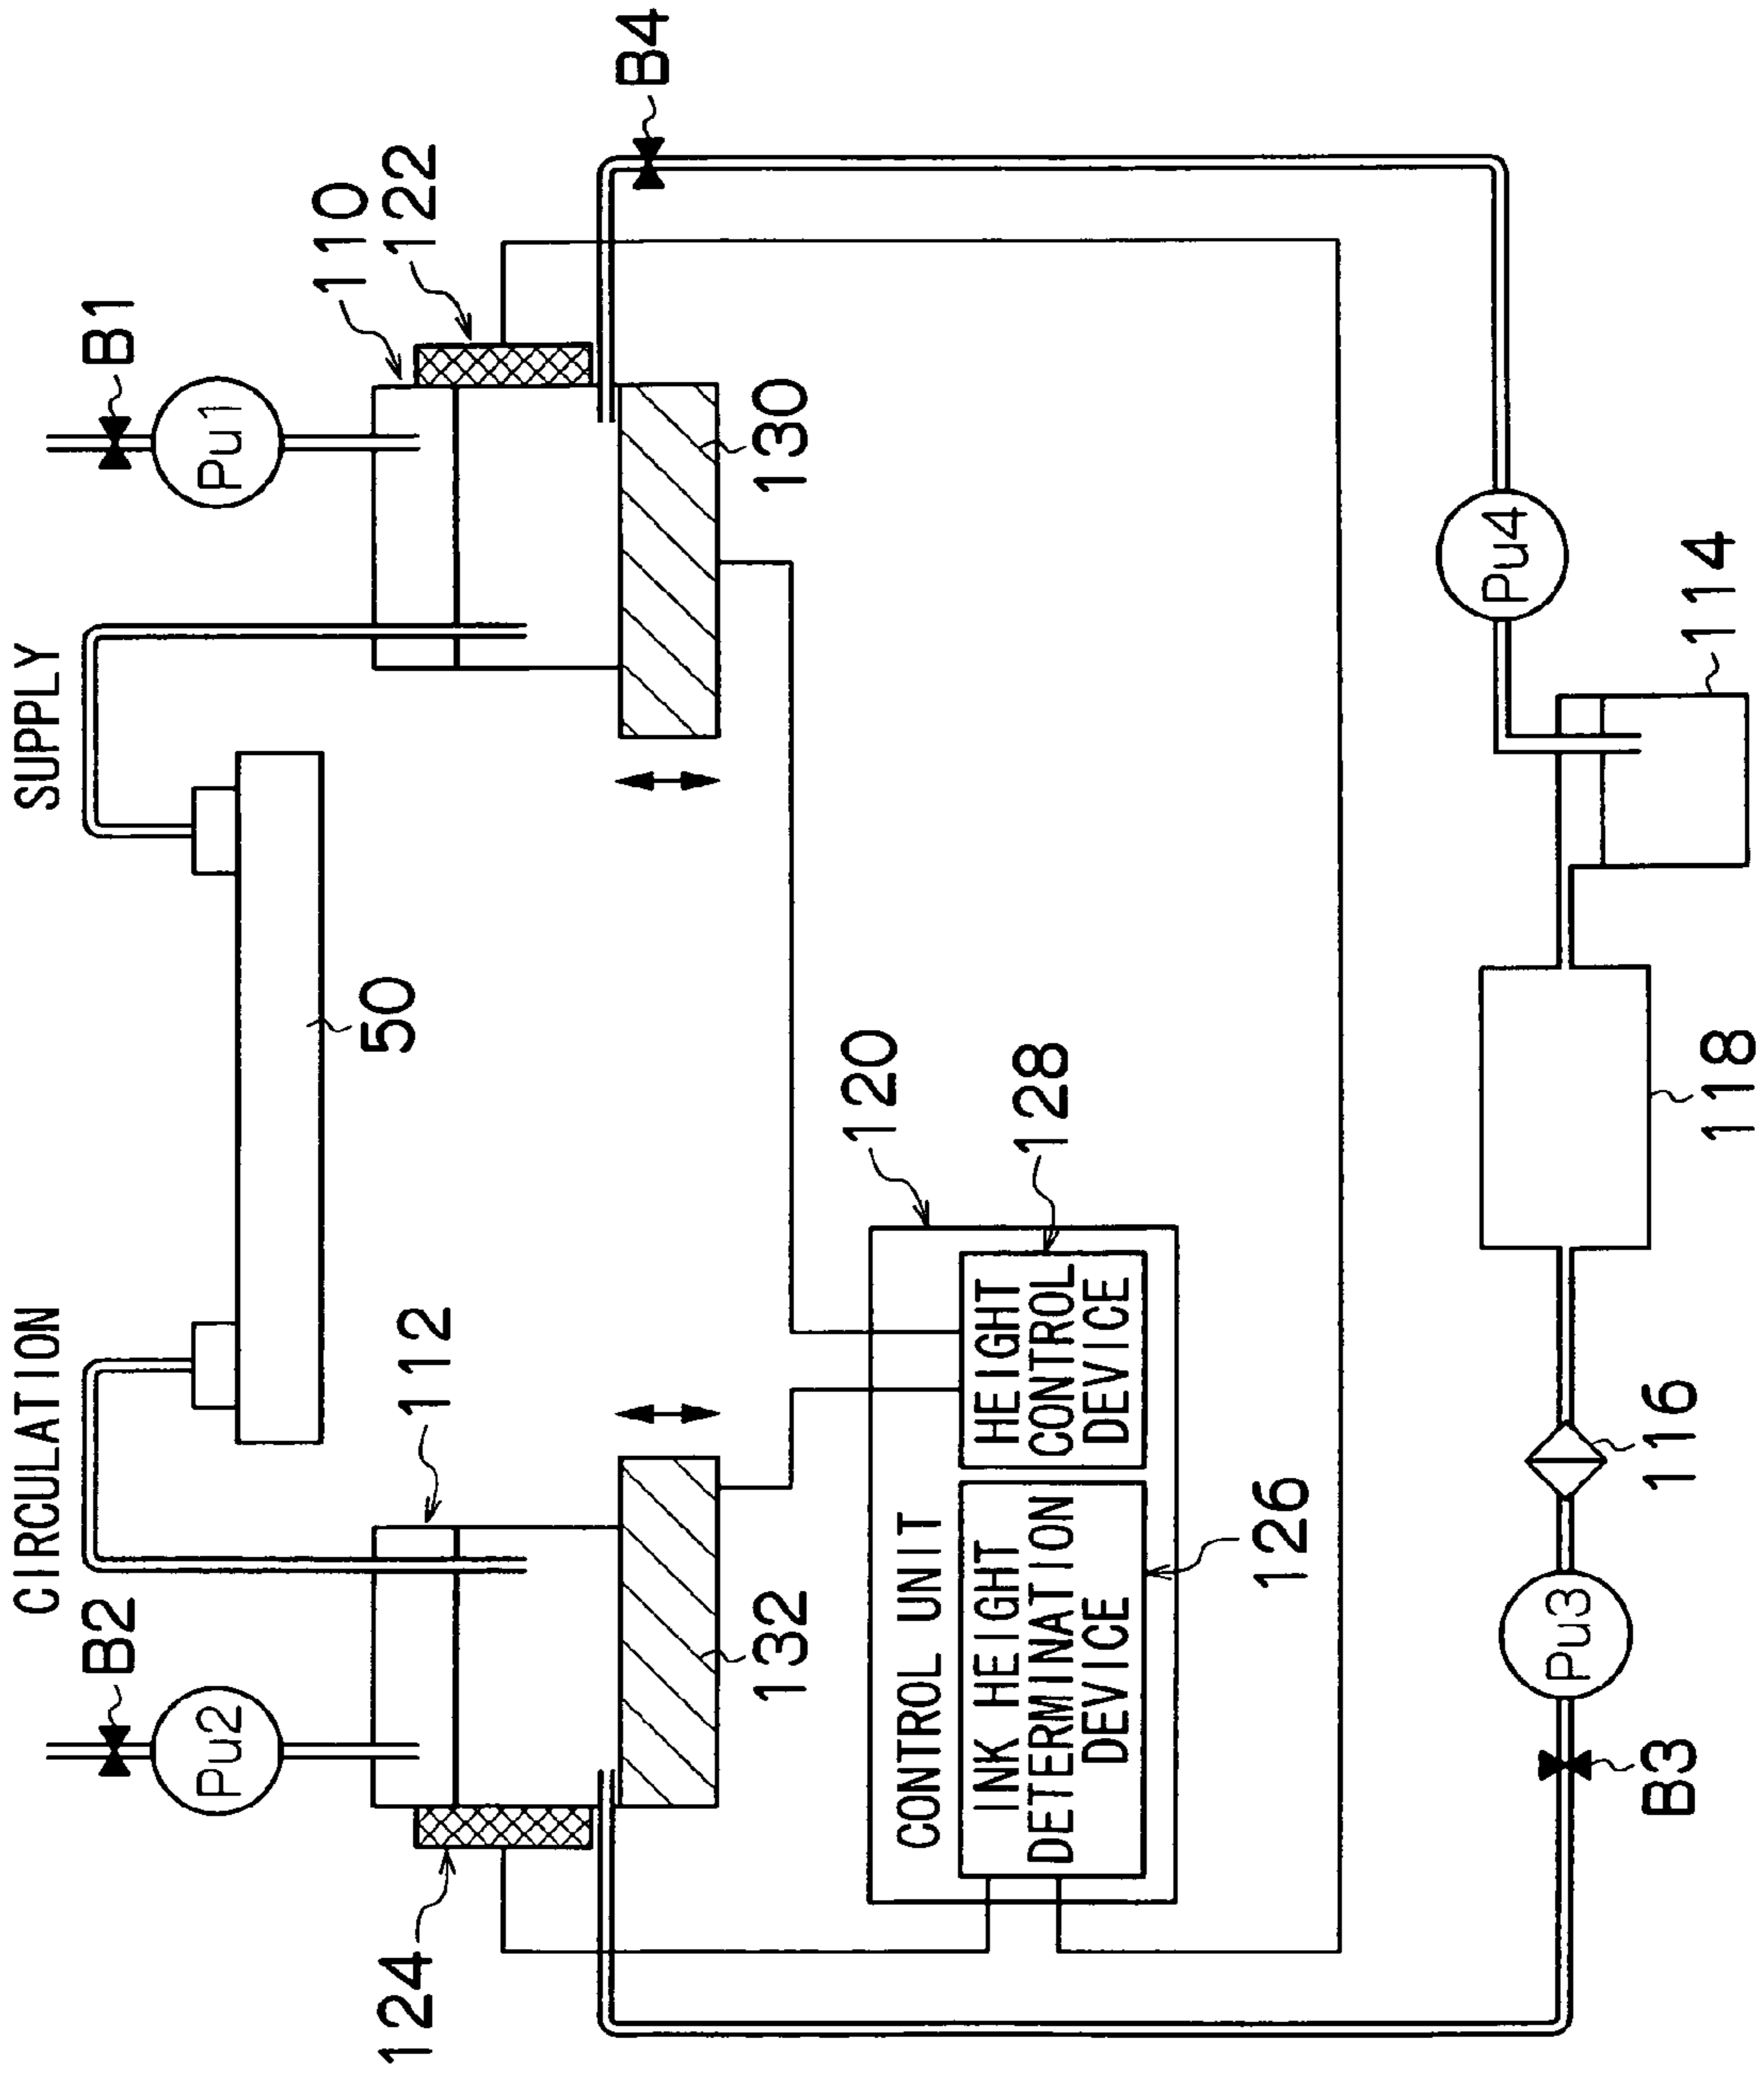 CIRCULATION
SUPPLY
B2
B1
Pu2
Pu1
112
110
124
122
50
B4
132
130
120
CONTROL UNIT
INK HEIGHT
DETERMINATION
DEVICE
HEIGHT
CONTROL
DEVICE
128
126
Pu4
B3
Pu3
116
118
114